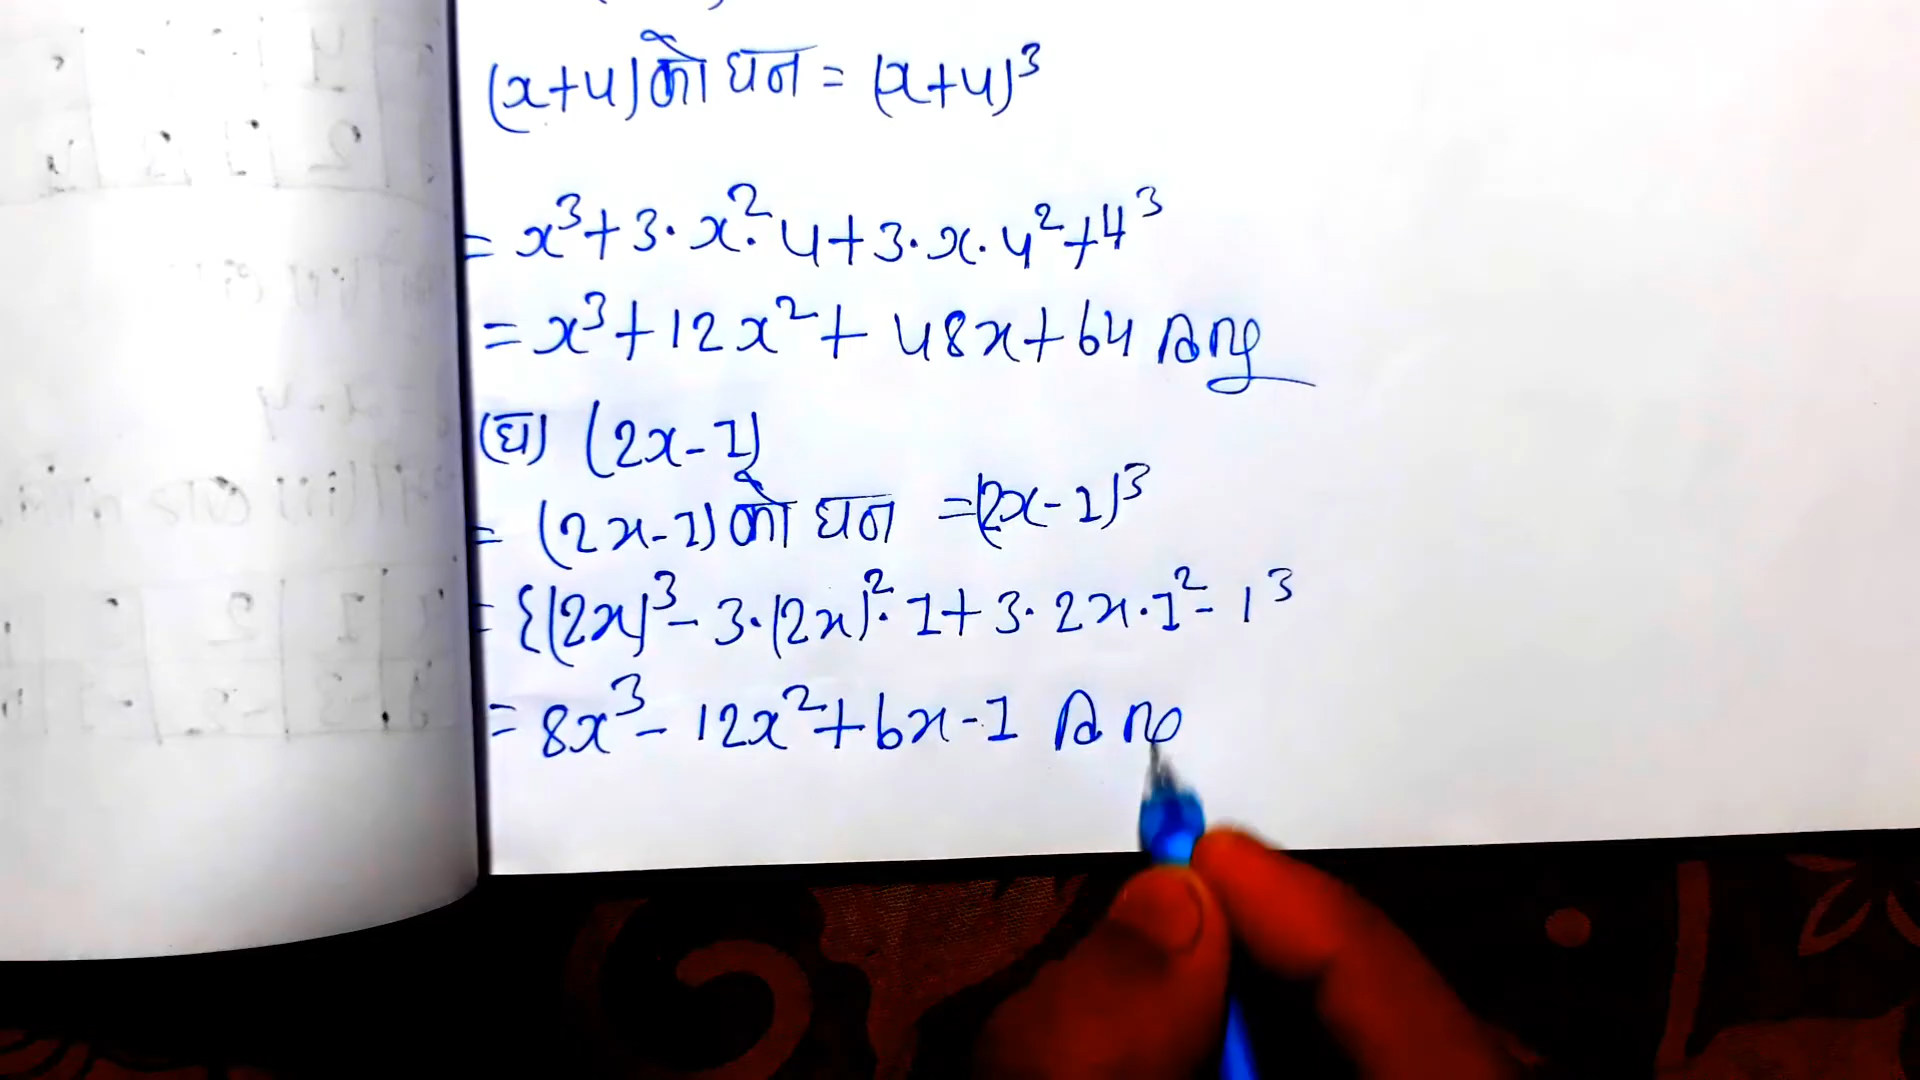 (x+4) को घन = (x+4)³
= x³+3·x²·4+3·x·4²+4³
= x³+12x²+48x+64 Ans
(घ) (2x-1)
= (2x-1) को घन =(2x-1)³
= {(2x)³-3·(2x)²·1+3·2x·1²-1³
= 8x³-12x²+6x-1 Ans